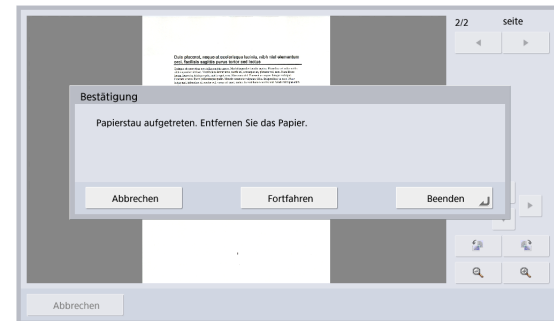 2/2 seite
Duis placerat, neque ut scelerisque lacinia, nibh nisl elementum
orci, facilisis sagittis purus tortor sed lectus
Bestätigung
Papierstau aufgetreten. Entfernen Sie das Papier.
Abbrechen Fortfahren Beenden
Abbrechen